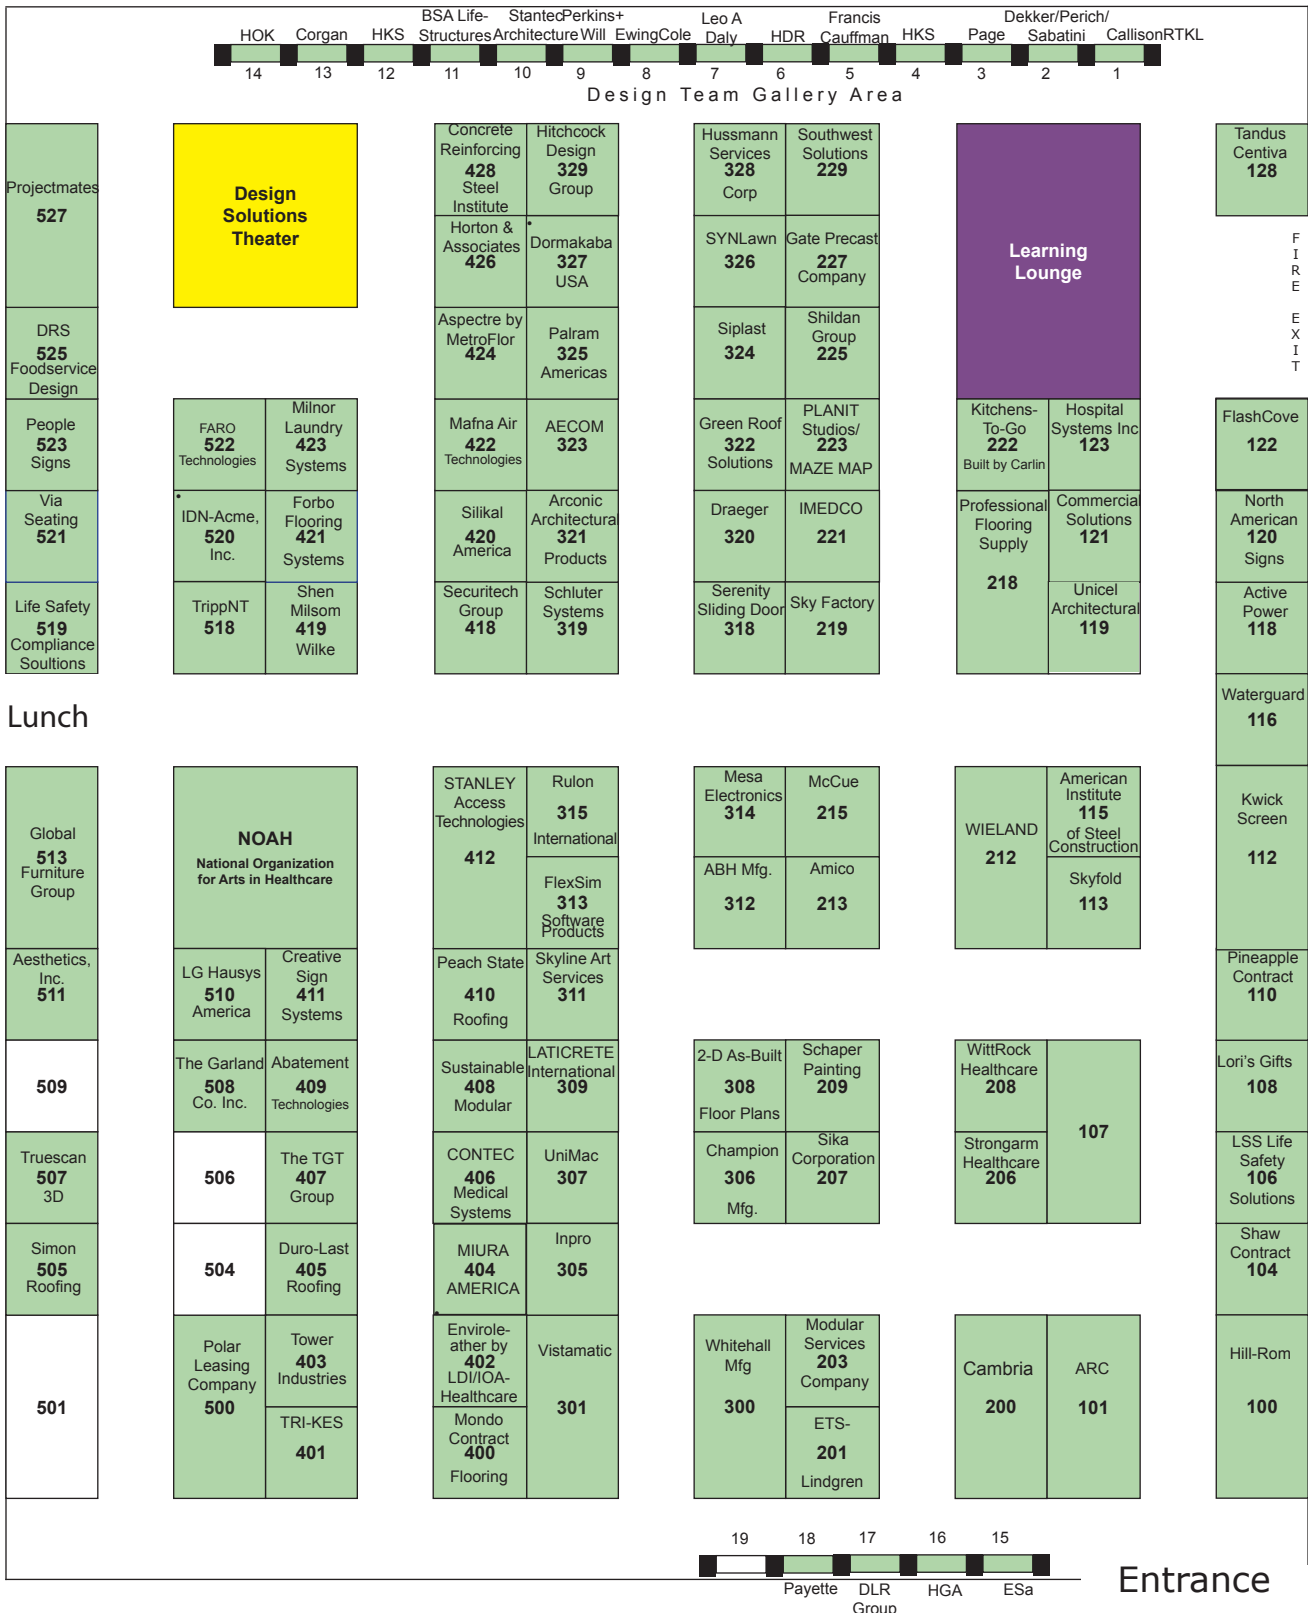 BSA Life-
Structures
Stantec
Architecture
Perkins+
Will
Leo A
Daly
Francis
Cauffman
Dekker/Perich/
Sabatini
HOK
Corgan
HKS
EwingCole
HDR
HKS
Page
CallisonRTKL
14 13 12 11 10 9 8 7 6 5 4 3 2 1
Design Team Gallery Area
Projectmates
527
DRS
525
Foodservice
Design
People
523
Signs
Via
Seating
521
Life Safety
519
Compliance
Soultions
Design
Solutions
Theater
FARO
522
Technologies
Milnor
Laundry
423
Systems
IDN-Acme,
520
Inc.
Forbo
Flooring
421
Systems
TrippNT
518
Shen
Milsom
419
Wilke
Concrete
Reinforcing
428
Steel
Institute
Hitchcock
Design
329
Group
Horton &
Associates
426
Dormakaba
327
USA
Aspectre by
MetroFlor
424
Palram
325
Americas
Mafna Air
422
Technologies
AECOM
323
Silikal
420
America
Arconic
Architectural
321
Products
Securitech
Group
418
Schluter
Systems
319
Hussmann
Services
328
Corp
Southwest
Solutions
229
SYNLawn
326
Gate Precast
227
Company
Siplast
324
Shildan
Group
225
Green Roof
322
Solutions
PLANIT
Studios/
223
MAZE MAP
Draeger
320
IMEDCO
221
Serenity
Sliding Door
318
Sky Factory
219
Learning
Lounge
Kitchens-
To-Go
222
Built by Carlin
Hospital
Systems Inc
123
Professional
Flooring
Supply
218
Commercial
Solutions
121
Unicel
Architectural
119
Tandus
Centiva
128
FIRE EXIT
FlashCove
122
North
American
120
Signs
Active
Power
118
Waterguard
116
Lunch
Global
513
Furniture
Group
Aesthetics,
Inc.
511
509
Truescan
507
3D
Simon
505
Roofing
501
NOAH
National Organization
for Arts in Healthcare
LG Hausys
510
America
Creative
Sign
411
Systems
The Garland
508
Co. Inc.
Abatement
409
Technologies
506
The TGT
407
Group
504
Duro-Last
405
Roofing
Polar
Leasing
Company
500
Tower
403
Industries
TRI-KES
401
STANLEY
Access
Technologies
412
Rulon
315
International
FlexSim
313
Software
Products
Peach State
410
Roofing
Skyline Art
Services
311
Sustainable
408
Modular
LATICRETE
International
309
CONTEC
406
Medical
Systems
UniMac
307
MIURA
404
AMERICA
Inpro
305
Envirole-
ather by
402
LDI/IOA-
Healthcare
Vistamatic
301
Mondo
Contract
400
Flooring
Mesa
Electronics
314
McCue
215
ABH Mfg.
312
Amico
213
2-D As-Built
308
Floor Plans
Schaper
Painting
209
Champion
306
Mfg.
Sika
Corporation
207
Whitehall
Mfg
300
Modular
Services
203
Company
ETS-
201
Lindgren
WIELAND
212
American
Institute
115
of Steel
Construction
Skyfold
113
WittRock
Healthcare
208
107
Strongarm
Healthcare
206
Cambria
200
ARC
101
Kwick
Screen
112
Pineapple
Contract
110
Lori's Gifts
108
LSS Life
Safety
106
Solutions
Shaw
Contract
104
Hill-Rom
100
19 18 17 16 15
Payette
DLR
Group
HGA
ESa
Entrance